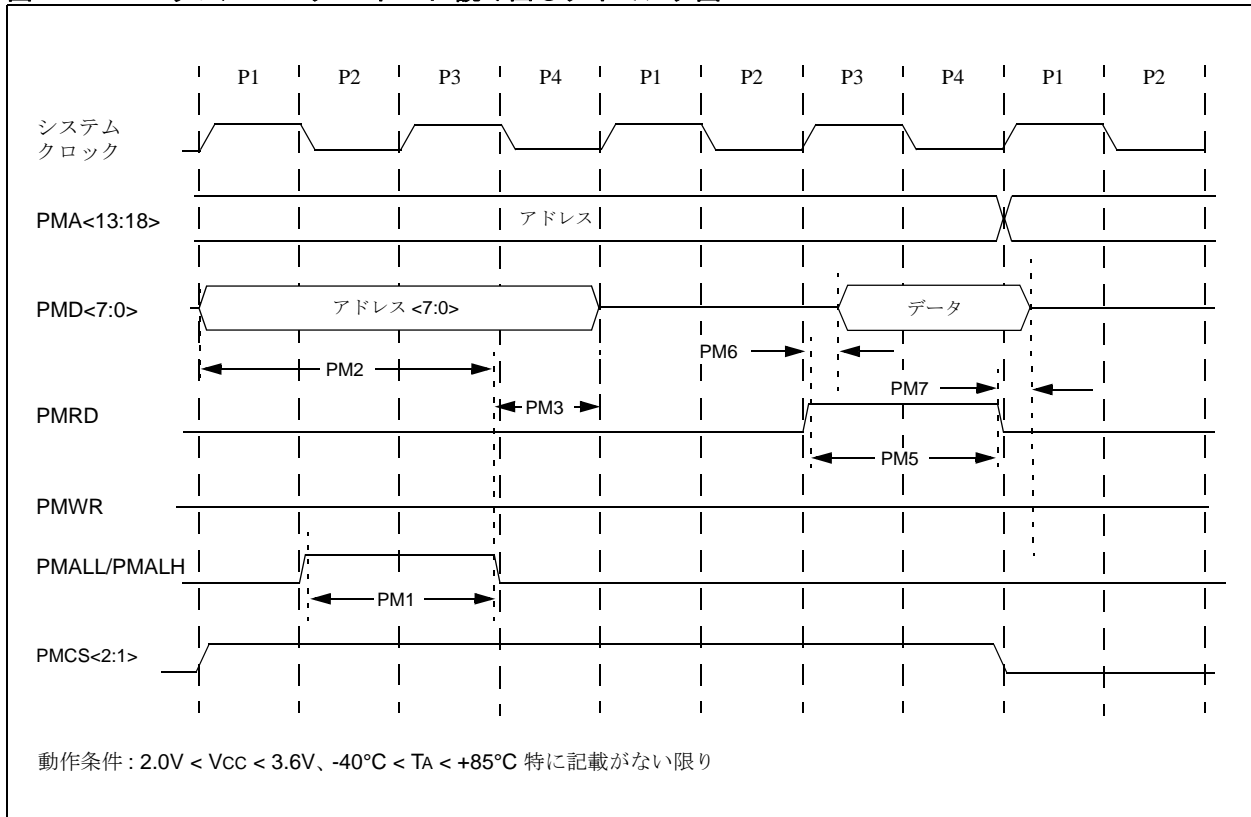 P1 P2 P3 P4 P1 P2 P3 P4 P1 P2
システム
クロック
PMA<13:18>
アドレス
PMD<7:0>
アドレス <7:0>
データ
PM6
PM2
PM7
PM3
PMRD
PM5
PMWR
PMALL/PMALH
PM1
PMCS<2:1>
動作条件 : 2.0V < VCC < 3.6V、-40°C < TA < +85°C 特に記載がない限り